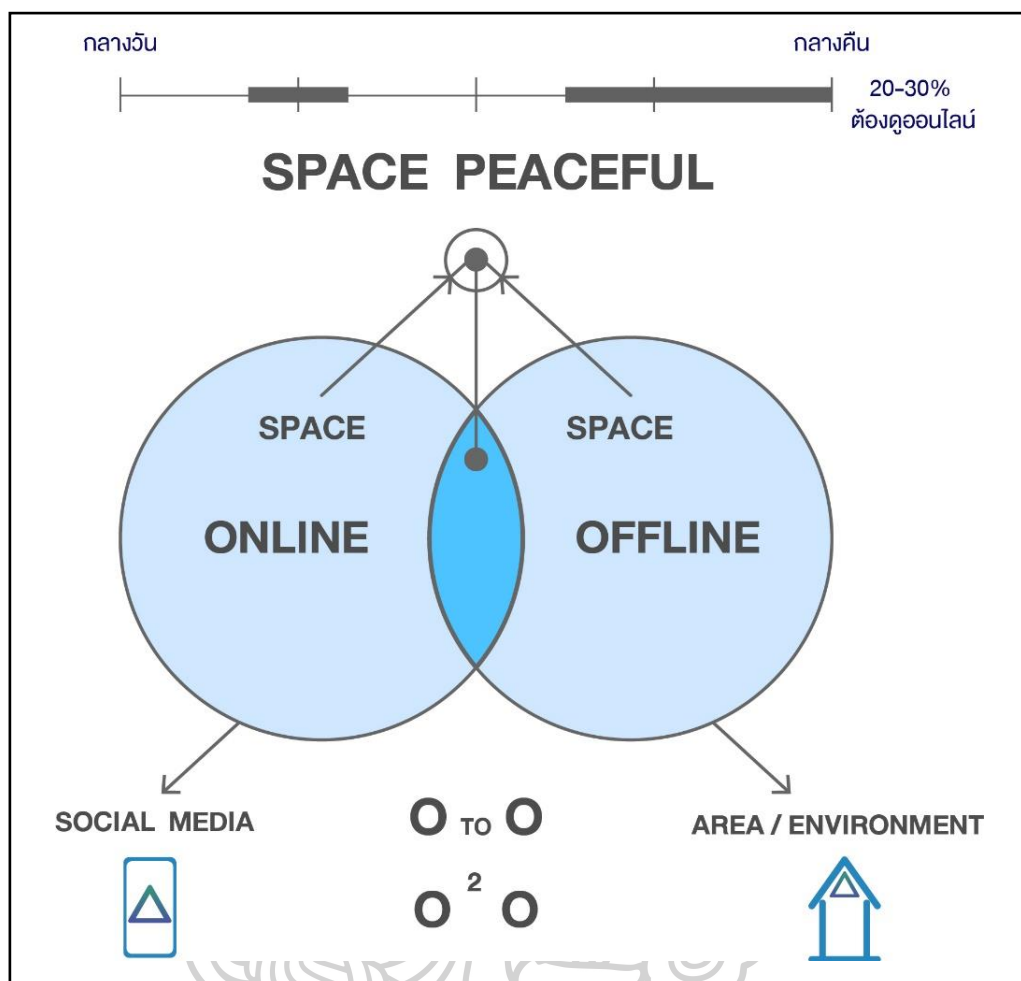 กลางวัน กลางคืน
20-30%
ต้องดูออนไลน์
SPACE PEACEFUL
SPACE SPACE
ONLINE OFFLINE
SOCIAL MEDIA O TO O AREA / ENVIRONMENT
O 2 O